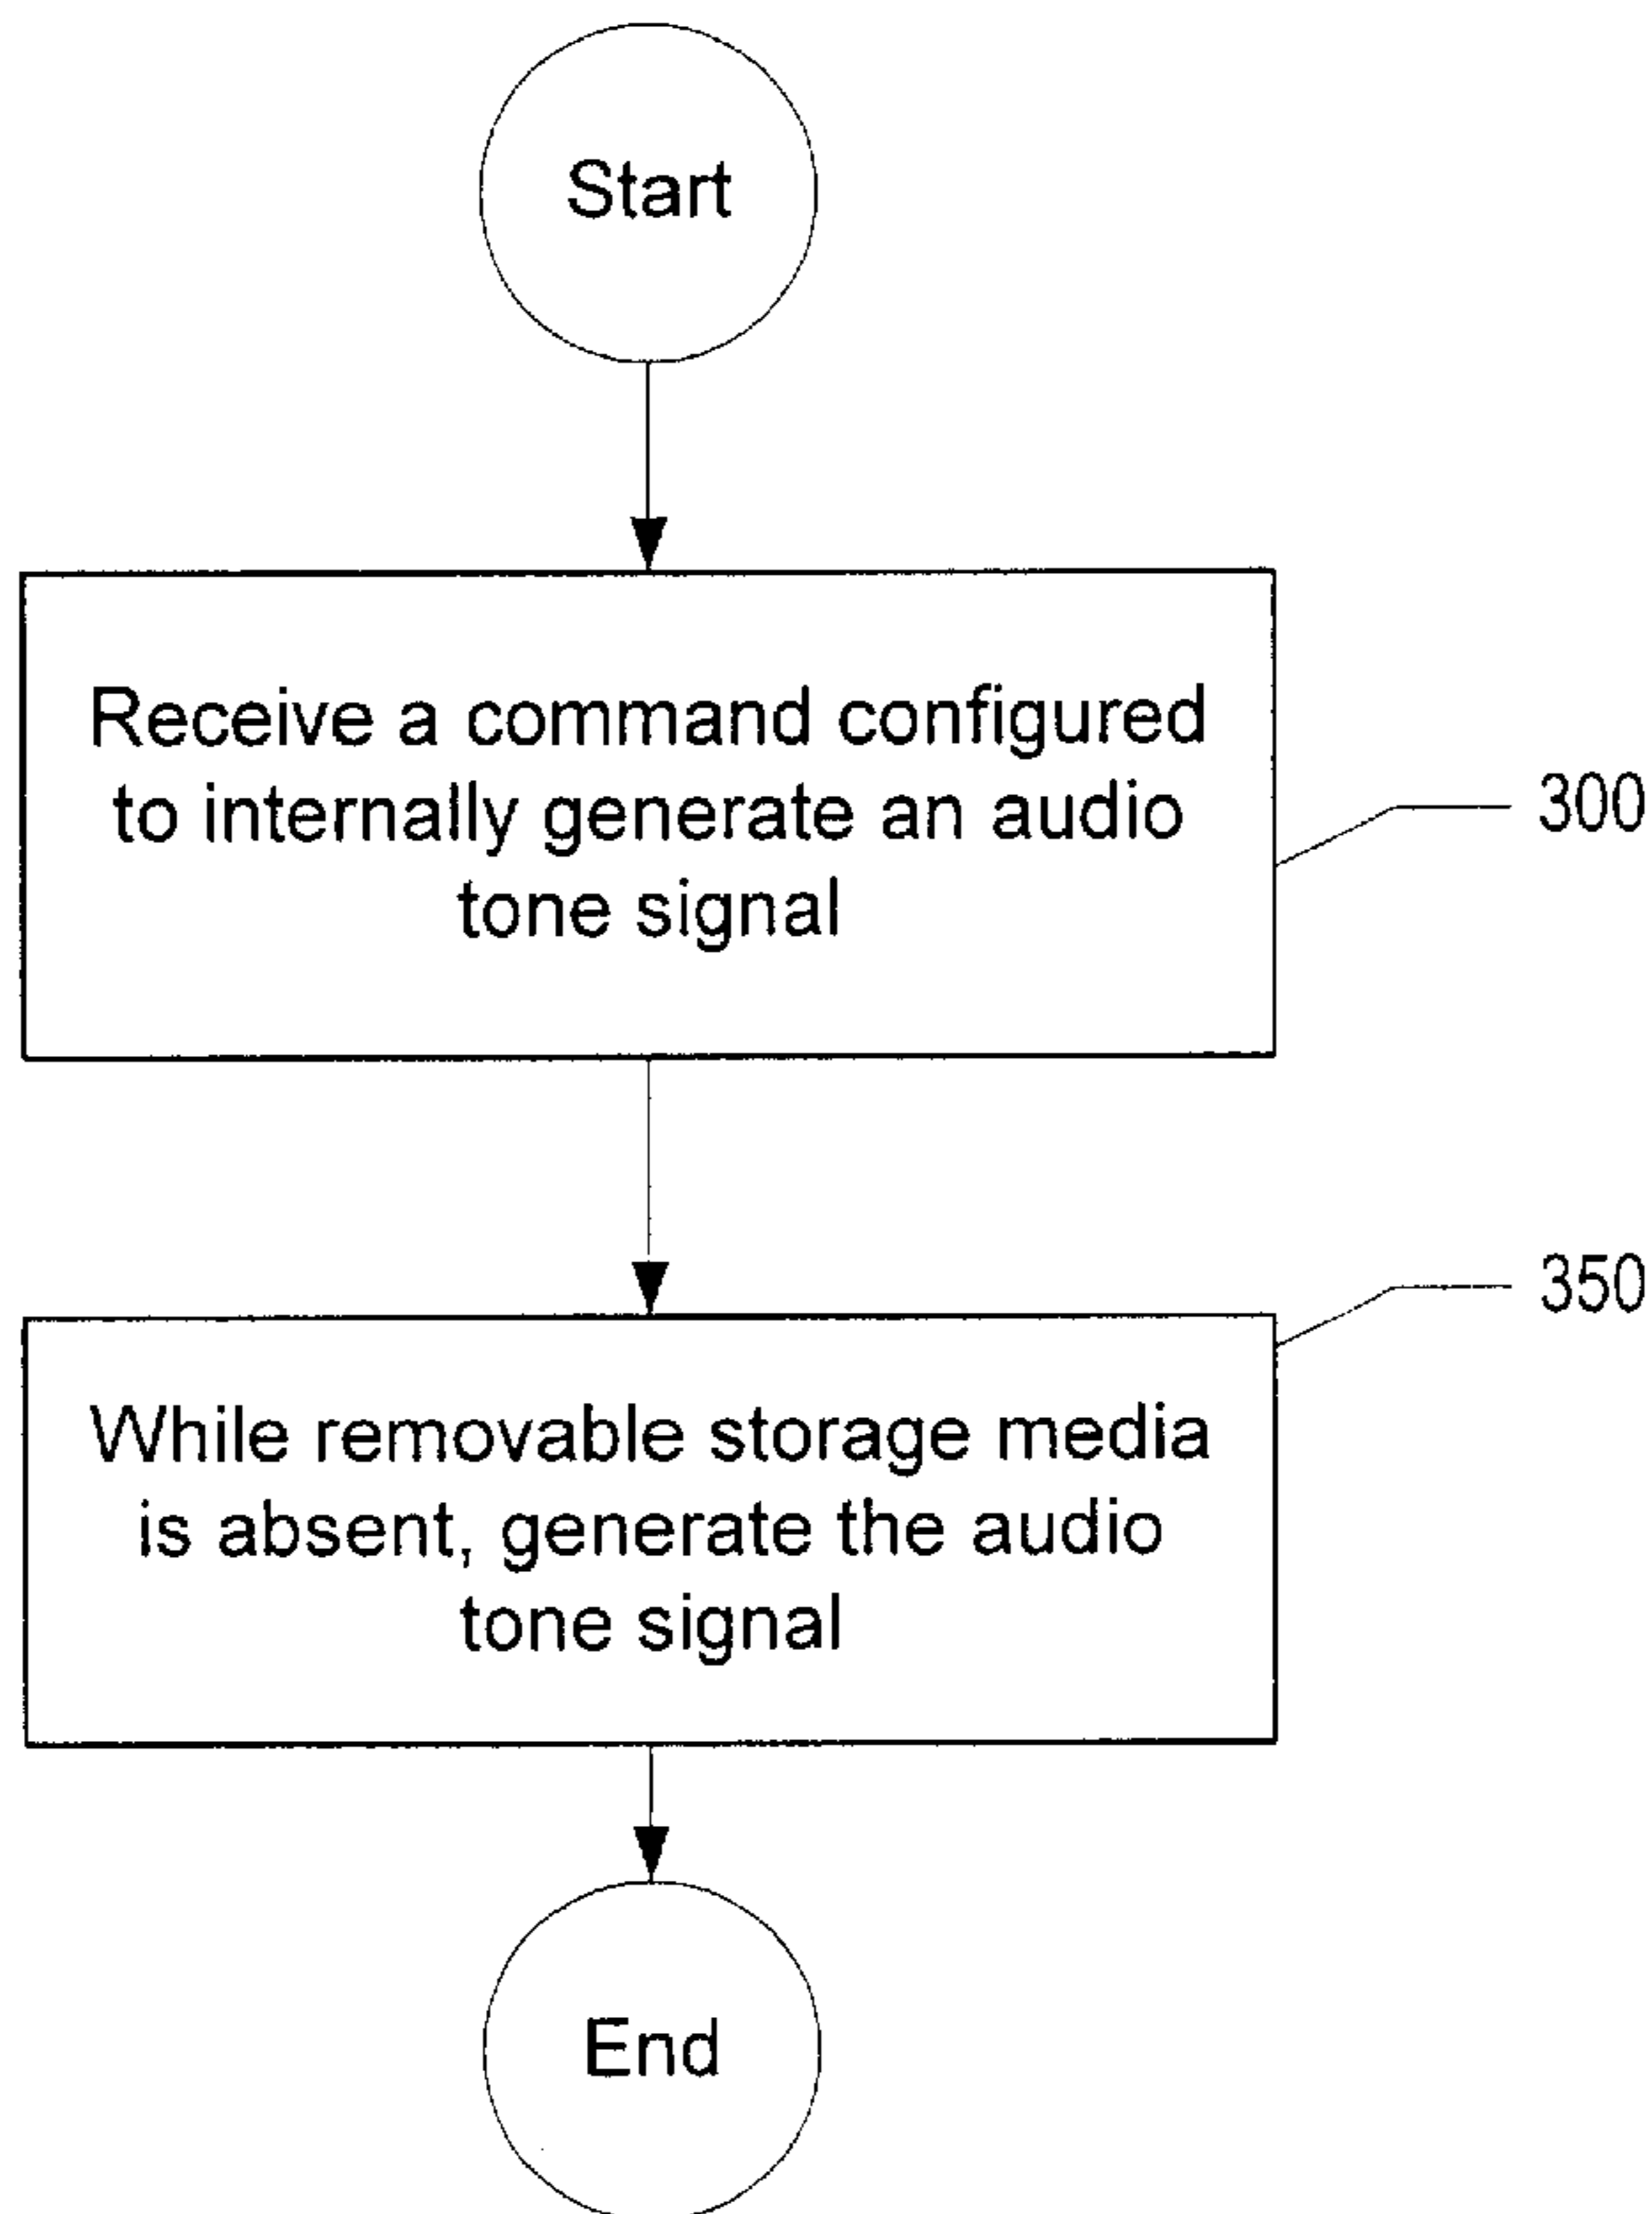 Start
Receive a command configured
to internally generate an audio
tone signal
300
350
While removable storage media
is absent, generate the audio
tone signal
End